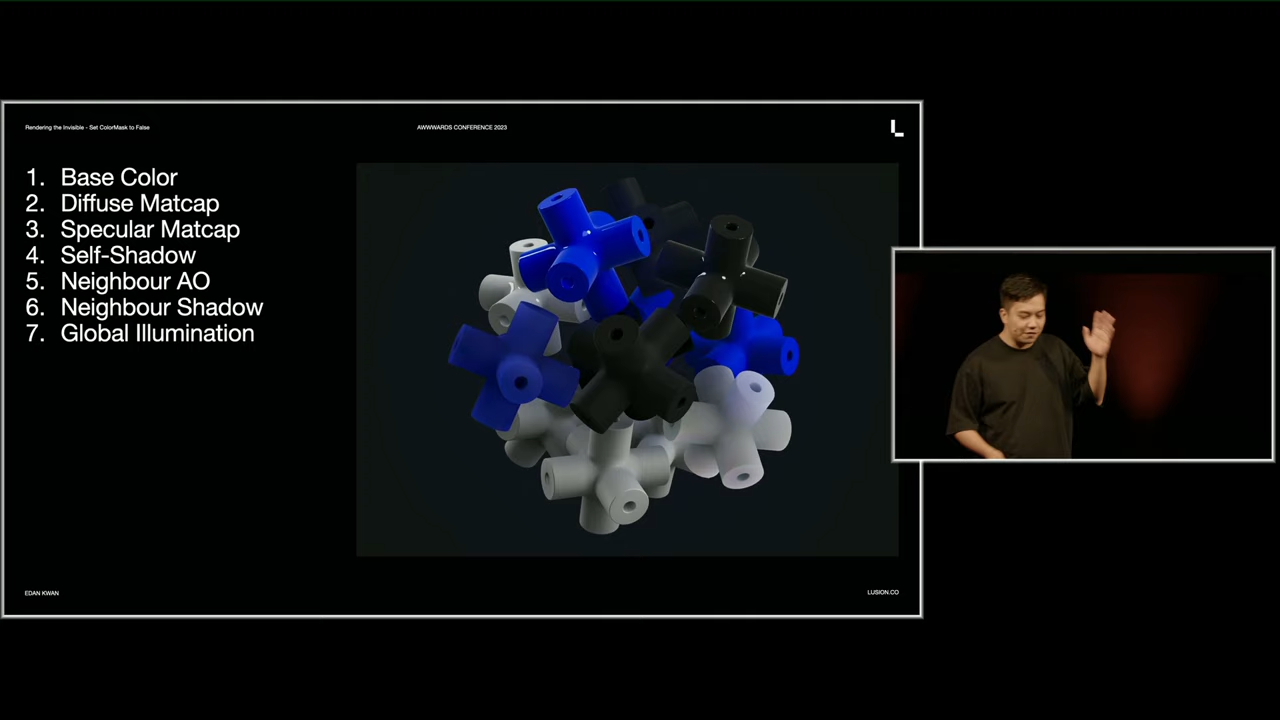 Rendering the Invisible - Set ColorMask to False
AWWWARDS CONFERENCE 2023
1. Base Color
2. Diffuse Matcap
3. Specular Matcap
4. Self-Shadow
5. Neighbour AO
6. Neighbour Shadow
7. Global Illumination
EDAN KWAN
LUSION.CO